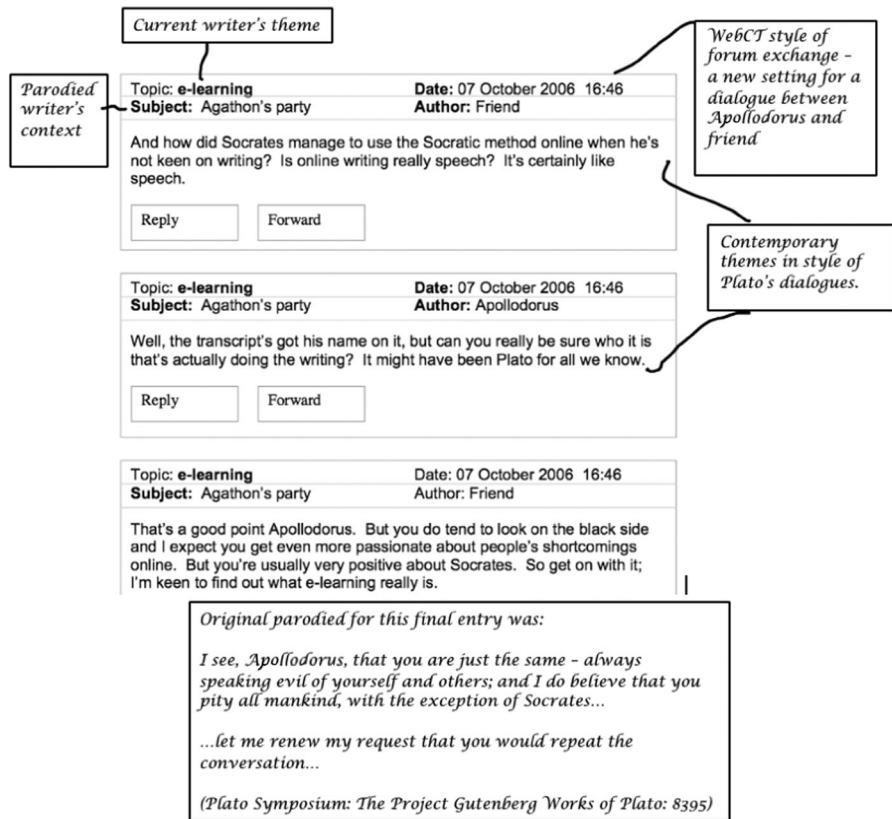 Current writer's theme
WebCT style of
forum exchange –
a new setting for a
dialogue between
Apollodorus and
friend
Parodied
writer's
context
Topic: e-learning Date: 07 October 2006 16:46
Subject: Agathon's party Author: Friend
And how did Socrates manage to use the Socratic method online when he's
not keen on writing? Is online writing really speech? It's certainly like
speech.
Reply Forward
Contemporary
themes in style of
Plato's dialogues.
Topic: e-learning Date: 07 October 2006 16:46
Subject: Agathon's party Author: Apollodorus
Well, the transcript's got his name on it, but can you really be sure who it is
that's actually doing the writing? It might have been Plato for all we know.
Reply Forward
Topic: e-learning Date: 07 October 2006 16:46
Subject: Agathon's party Author: Friend
That's a good point Apollodorus. But you do tend to look on the black side
and I expect you get even more passionate about people's shortcomings
online. But you're usually very positive about Socrates. So get on with it;
I'm keen to find out what e-learning really is.
Original parodied for this final entry was:
I see, Apollodorus, that you are just the same – always
speaking evil of yourself and others; and I do believe that you
pity all mankind, with the exception of Socrates...
...let me renew my request that you would repeat the
conversation...
(Plato Symposium: The Project Gutenberg Works of Plato: 8395)